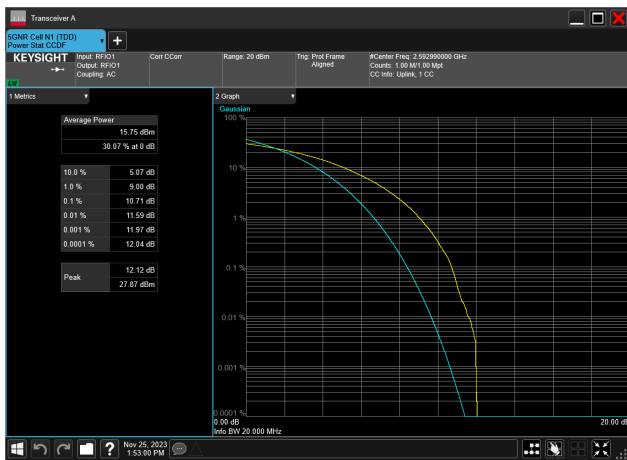 Transceiver A
5GNR Cell N1 (TDD)
Power Stat CCDF
KEYSIGHT
Input: RFIO1
Output: RFIO1
Coupling: AC
Corr CCorr
Range: 20 dBm
Trig: Prot Frame
Aligned
#Center Freq: 2.592990000 GHz
Counts: 1.00 M/1.00 Mpt
CC Info: Uplink, 1 CC
LXI
1 Metrics
Average Power
15.75 dBm
30.07 % at 0 dB
10.0 % 5.07 dB
1.0 % 9.00 dB
0.1 % 10.71 dB
0.01 % 11.59 dB
0.001 % 11.97 dB
0.0001 % 12.04 dB
Peak
12.12 dB
27.87 dBm
2 Graph
Gaussian
100 %
10 %
1 %
0.1 %
0.01 %
0.001 %
0.0001 %
0.00 dB
20.00 dB
Info BW 20.000 MHz
?
Nov 25, 2023
1:53:00 PM